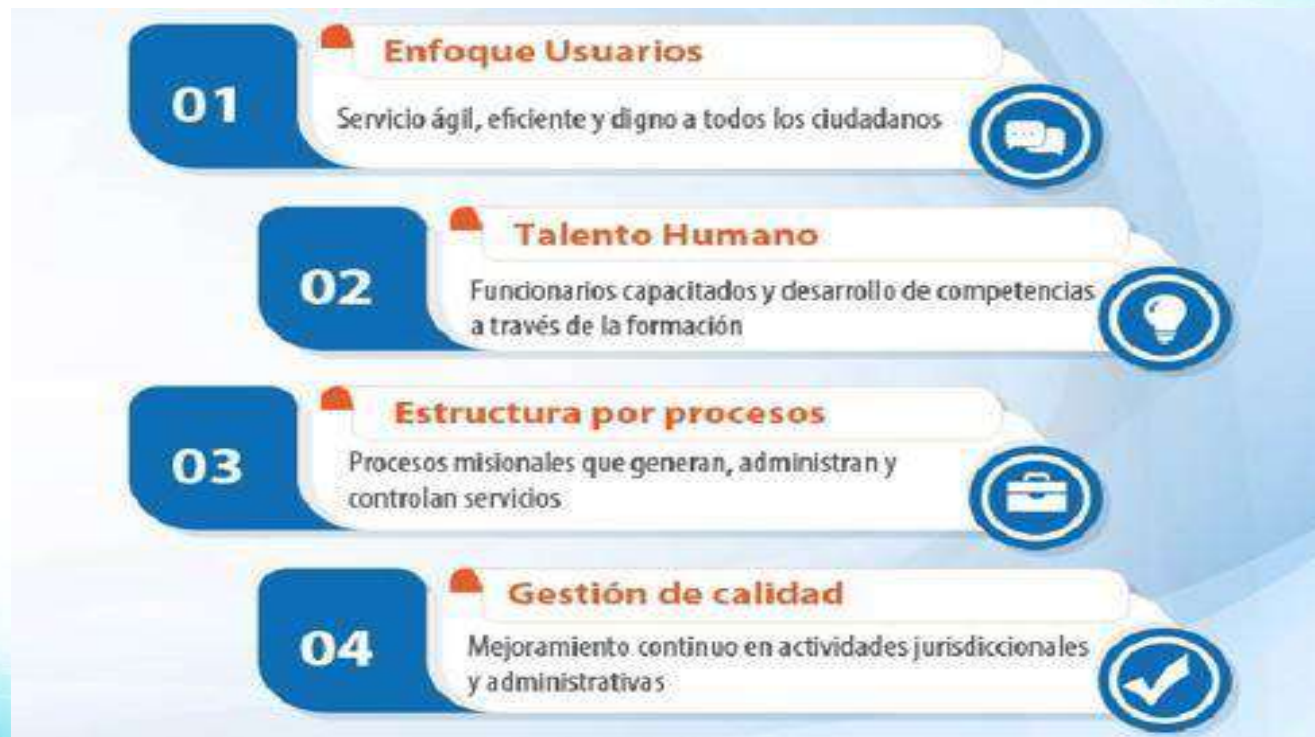 01
Enfoque Usuarios
Servicio ágil, eficiente y digno a todos los ciudadanos
02
Talento Humano
Funcionarios capacitados y desarrollo de competencias
a través de la formación
03
Estructura por procesos
Procesos misionales que generan, administran y
controlan servicios
04
Gestión de calidad
Mejoramiento continuo en actividades jurisdiccionales
y administrativas